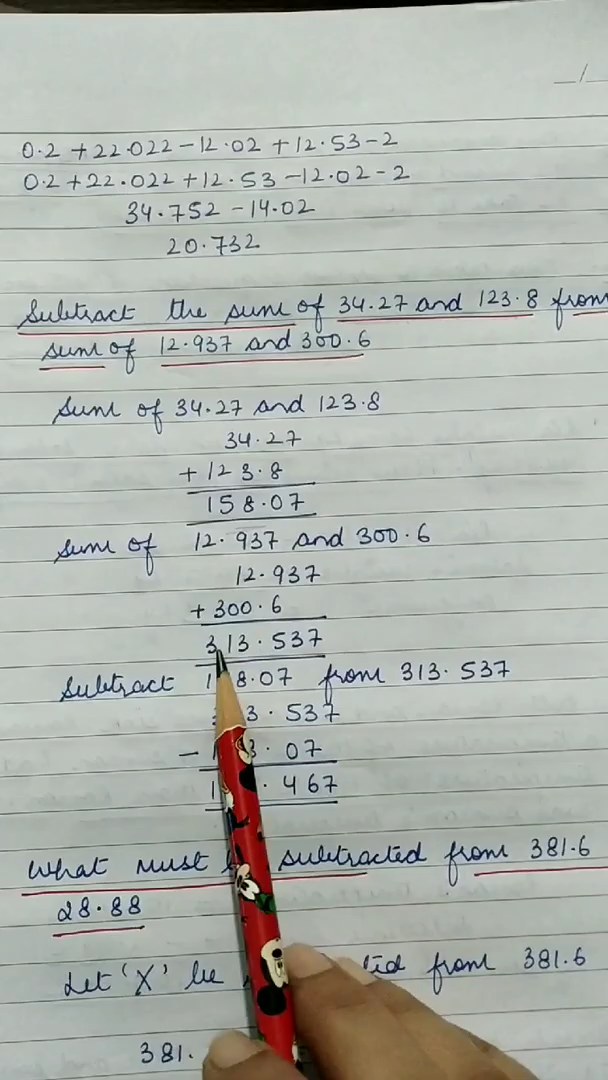 0.2 + 22.022 - 12.02 + 12.53 - 2
0.2 + 22.022 + 12.53 - 12.02 - 2
34.752 - 14.02
20.732
Subtract the sum of 34.27 and 123.8 from
sum of 12.937 and 300.6
Sum of 34.27 and 123.8
34.27
+ 123.8
158.07
Sum of 12.937 and 300.6
12.937
+ 300.6
313.537
Subtract 8.07 from 313.537
3.537
- 07
.467
What must subtracted from 381.6
28.88
Let 'X' be from 381.6
381.